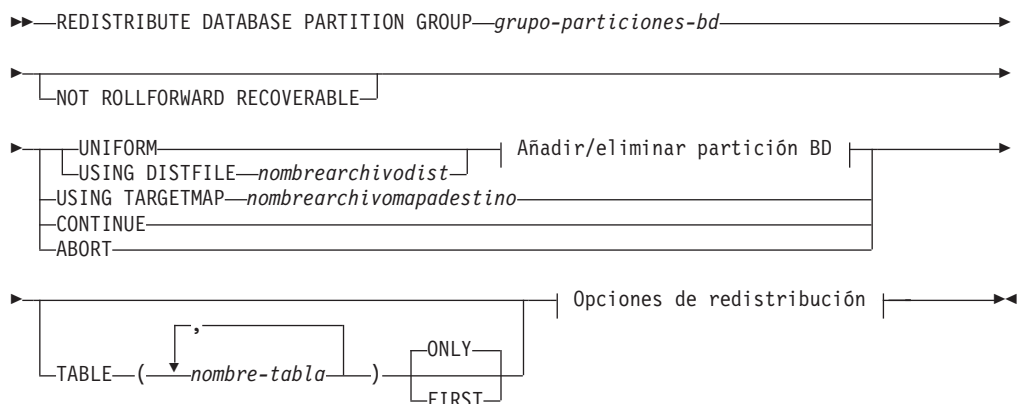 REDISTRIBUTE DATABASE PARTITION GROUP grupo-particiones-bd
NOT ROLLFORWARD RECOVERABLE
UNIFORM Añadir/eliminar partición BD
USING DISTFILE nombrearchivodist
USING TARGETMAP nombrearchivomapadestino
CONTINUE
ABORT
Opciones de redistribución
,
ONLY
TABLE ( nombre-tabla )
FIRST